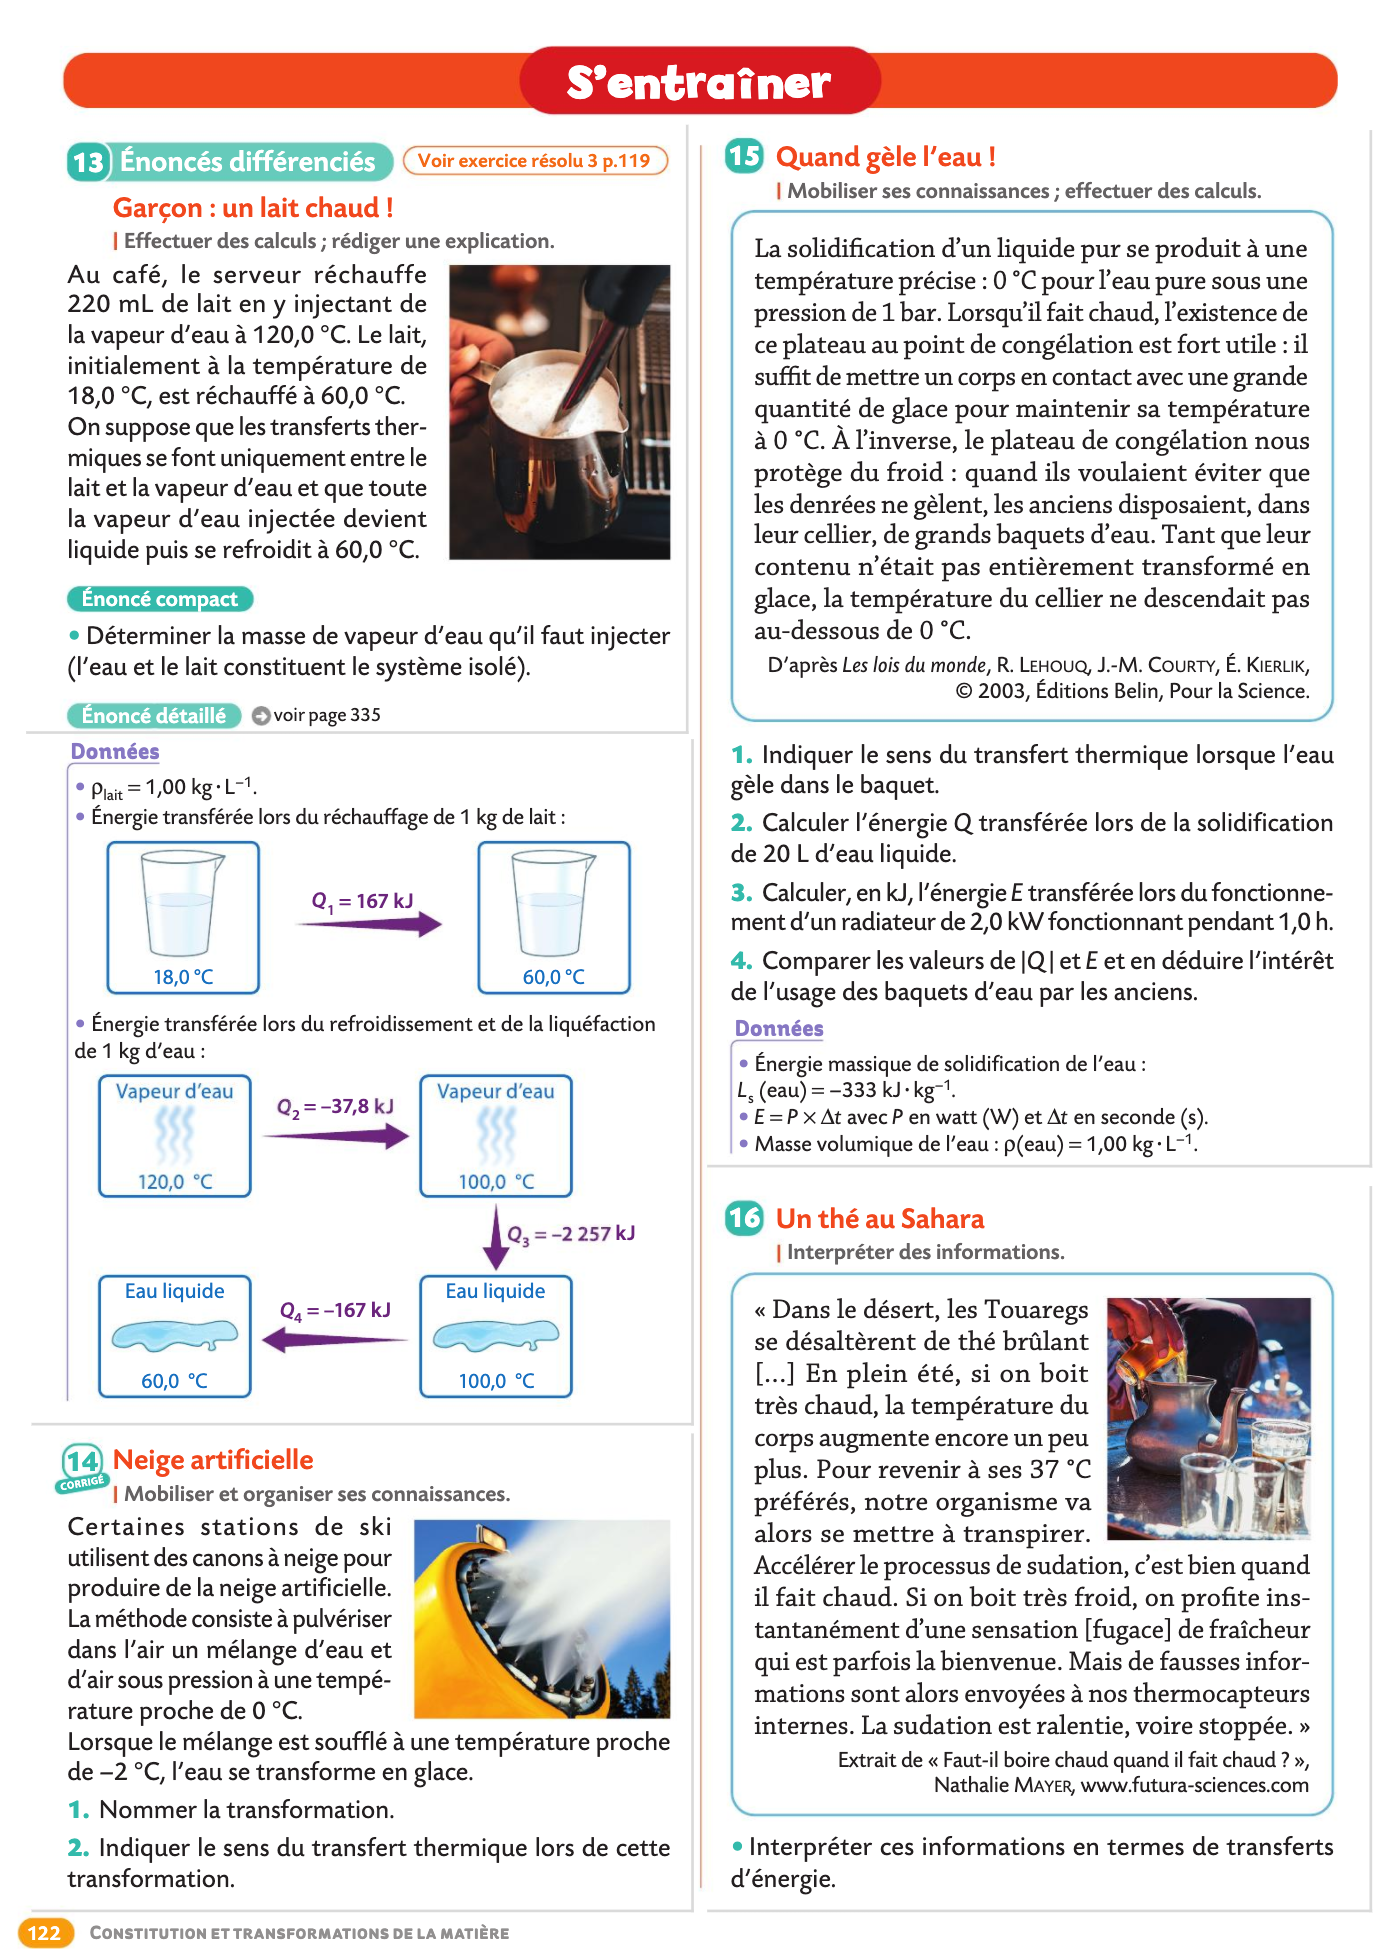 S'entraîner
13 Énoncés différenciés
Voir exercice résolu 3 p.119
Garçon : un lait chaud !
| Effectuer des calculs ; rédiger une explication.
Au café, le serveur réchauffe
220 mL de lait en y injectant de
la vapeur d'eau à 120,0 °C. Le lait,
initialement à la température de
18,0 °C, est réchauffé à 60,0 °C.
On suppose que les transferts ther-
miques se font uniquement entre le
lait et la vapeur d'eau et que toute
la vapeur d'eau injectée devient
liquide puis se refroidit à 60,0 °C.
Énoncé compact
• Déterminer la masse de vapeur d'eau qu'il faut injecter
(l'eau et le lait constituent le système isolé).
Énoncé détaillé voir page 335
Données
• ρlait = 1,00 kg·L⁻¹.
• Énergie transférée lors du réchauffage de 1 kg de lait :
Q₁ = 167 kJ
18,0 °C
60,0 °C
• Énergie transférée lors du refroidissement et de la liquéfaction
de 1 kg d'eau :
Vapeur d'eau
120,0 °C
Q₂ = –37,8 kJ
Vapeur d'eau
100,0 °C
Q₃ = –2 257 kJ
Eau liquide
60,0 °C
Q₄ = –167 kJ
Eau liquide
100,0 °C
14 Neige artificielle
CORRIGÉ
| Mobiliser et organiser ses connaissances.
Certaines stations de ski
utilisent des canons à neige pour
produire de la neige artificielle.
La méthode consiste à pulvériser
dans l'air un mélange d'eau et
d'air sous pression à une tempé-
rature proche de 0 °C.
Lorsque le mélange est soufflé à une température proche
de –2 °C, l'eau se transforme en glace.
1. Nommer la transformation.
2. Indiquer le sens du transfert thermique lors de cette
transformation.
15 Quand gèle l'eau !
| Mobiliser ses connaissances ; effectuer des calculs.
La solidification d'un liquide pur se produit à une
température précise : 0 °C pour l'eau pure sous une
pression de 1 bar. Lorsqu'il fait chaud, l'existence de
ce plateau au point de congélation est fort utile : il
suffit de mettre un corps en contact avec une grande
quantité de glace pour maintenir sa température
à 0 °C. À l'inverse, le plateau de congélation nous
protège du froid : quand ils voulaient éviter que
les denrées ne gèlent, les anciens disposaient, dans
leur cellier, de grands baquets d'eau. Tant que leur
contenu n'était pas entièrement transformé en
glace, la température du cellier ne descendait pas
au-dessous de 0 °C.
D'après Les lois du monde, R. LEHOUQ, J.-M. COURTY, É. KIERLIK,
© 2003, Éditions Belin, Pour la Science.
1. Indiquer le sens du transfert thermique lorsque l'eau
gèle dans le baquet.
2. Calculer l'énergie Q transférée lors de la solidification
de 20 L d'eau liquide.
3. Calculer, en kJ, l'énergie E transférée lors du fonctionne-
ment d'un radiateur de 2,0 kW fonctionnant pendant 1,0 h.
4. Comparer les valeurs de |Q| et E et en déduire l'intérêt
de l'usage des baquets d'eau par les anciens.
Données
• Énergie massique de solidification de l'eau :
Ls (eau) = –333 kJ·kg⁻¹.
• E = P × Δt avec P en watt (W) et Δt en seconde (s).
• Masse volumique de l'eau : ρ(eau) = 1,00 kg·L⁻¹.
16 Un thé au Sahara
| Interpréter des informations.
« Dans le désert, les Touaregs
se désaltèrent de thé brûlant
[...] En plein été, si on boit
très chaud, la température du
corps augmente encore un peu
plus. Pour revenir à ses 37 °C
préférés, notre organisme va
alors se mettre à transpirer.
Accélérer le processus de sudation, c'est bien quand
il fait chaud. Si on boit très froid, on profite ins-
tantanément d'une sensation [fugace] de fraîcheur
qui est parfois la bienvenue. Mais de fausses infor-
mations sont alors envoyées à nos thermocapteurs
internes. La sudation est ralentie, voire stoppée. »
Extrait de « Faut-il boire chaud quand il fait chaud ? »,
Nathalie MAYER, www.futura-sciences.com
• Interpréter ces informations en termes de transferts
d'énergie.
122 CONSTITUTION ET TRANSFORMATIONS DE LA MATIÈRE